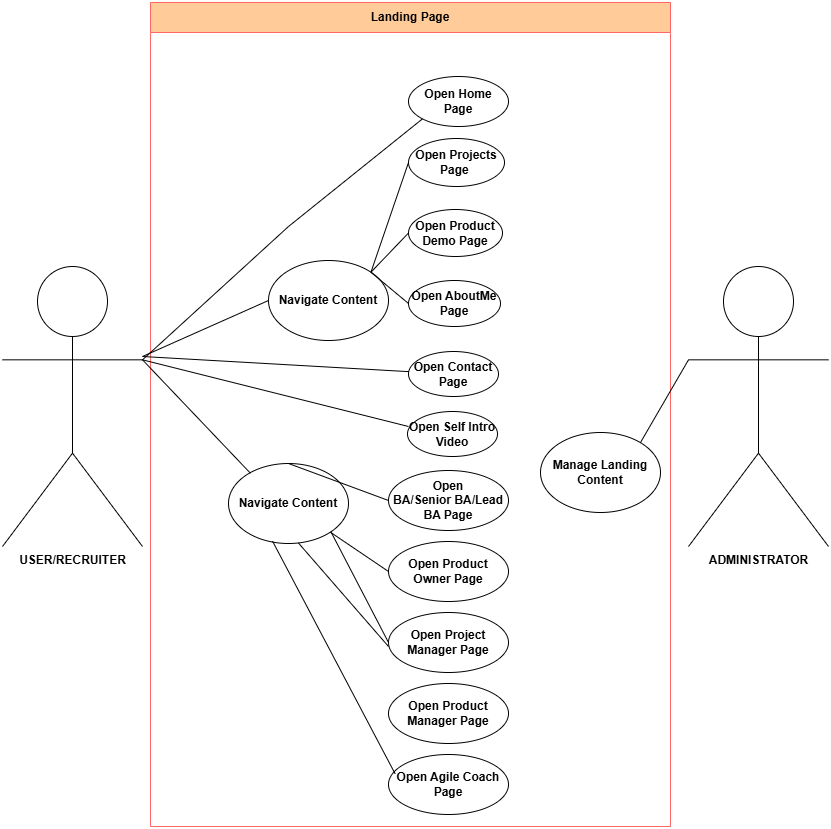 Landing Page
Open Home
Page
Open Projects
Page
Open Product
Demo Page
Navigate Content
Open AboutMe
Page
Open Contact
Page
Open Self Intro
Video
Manage Landing
Content
Navigate Content
Open
BA/Senior BA/Lead
BA Page
USER/RECRUITER
ADMINISTRATOR
Open Product
Owner Page
Open Project
Manager Page
Open Product
Manager Page
Open Agile Coach
Page